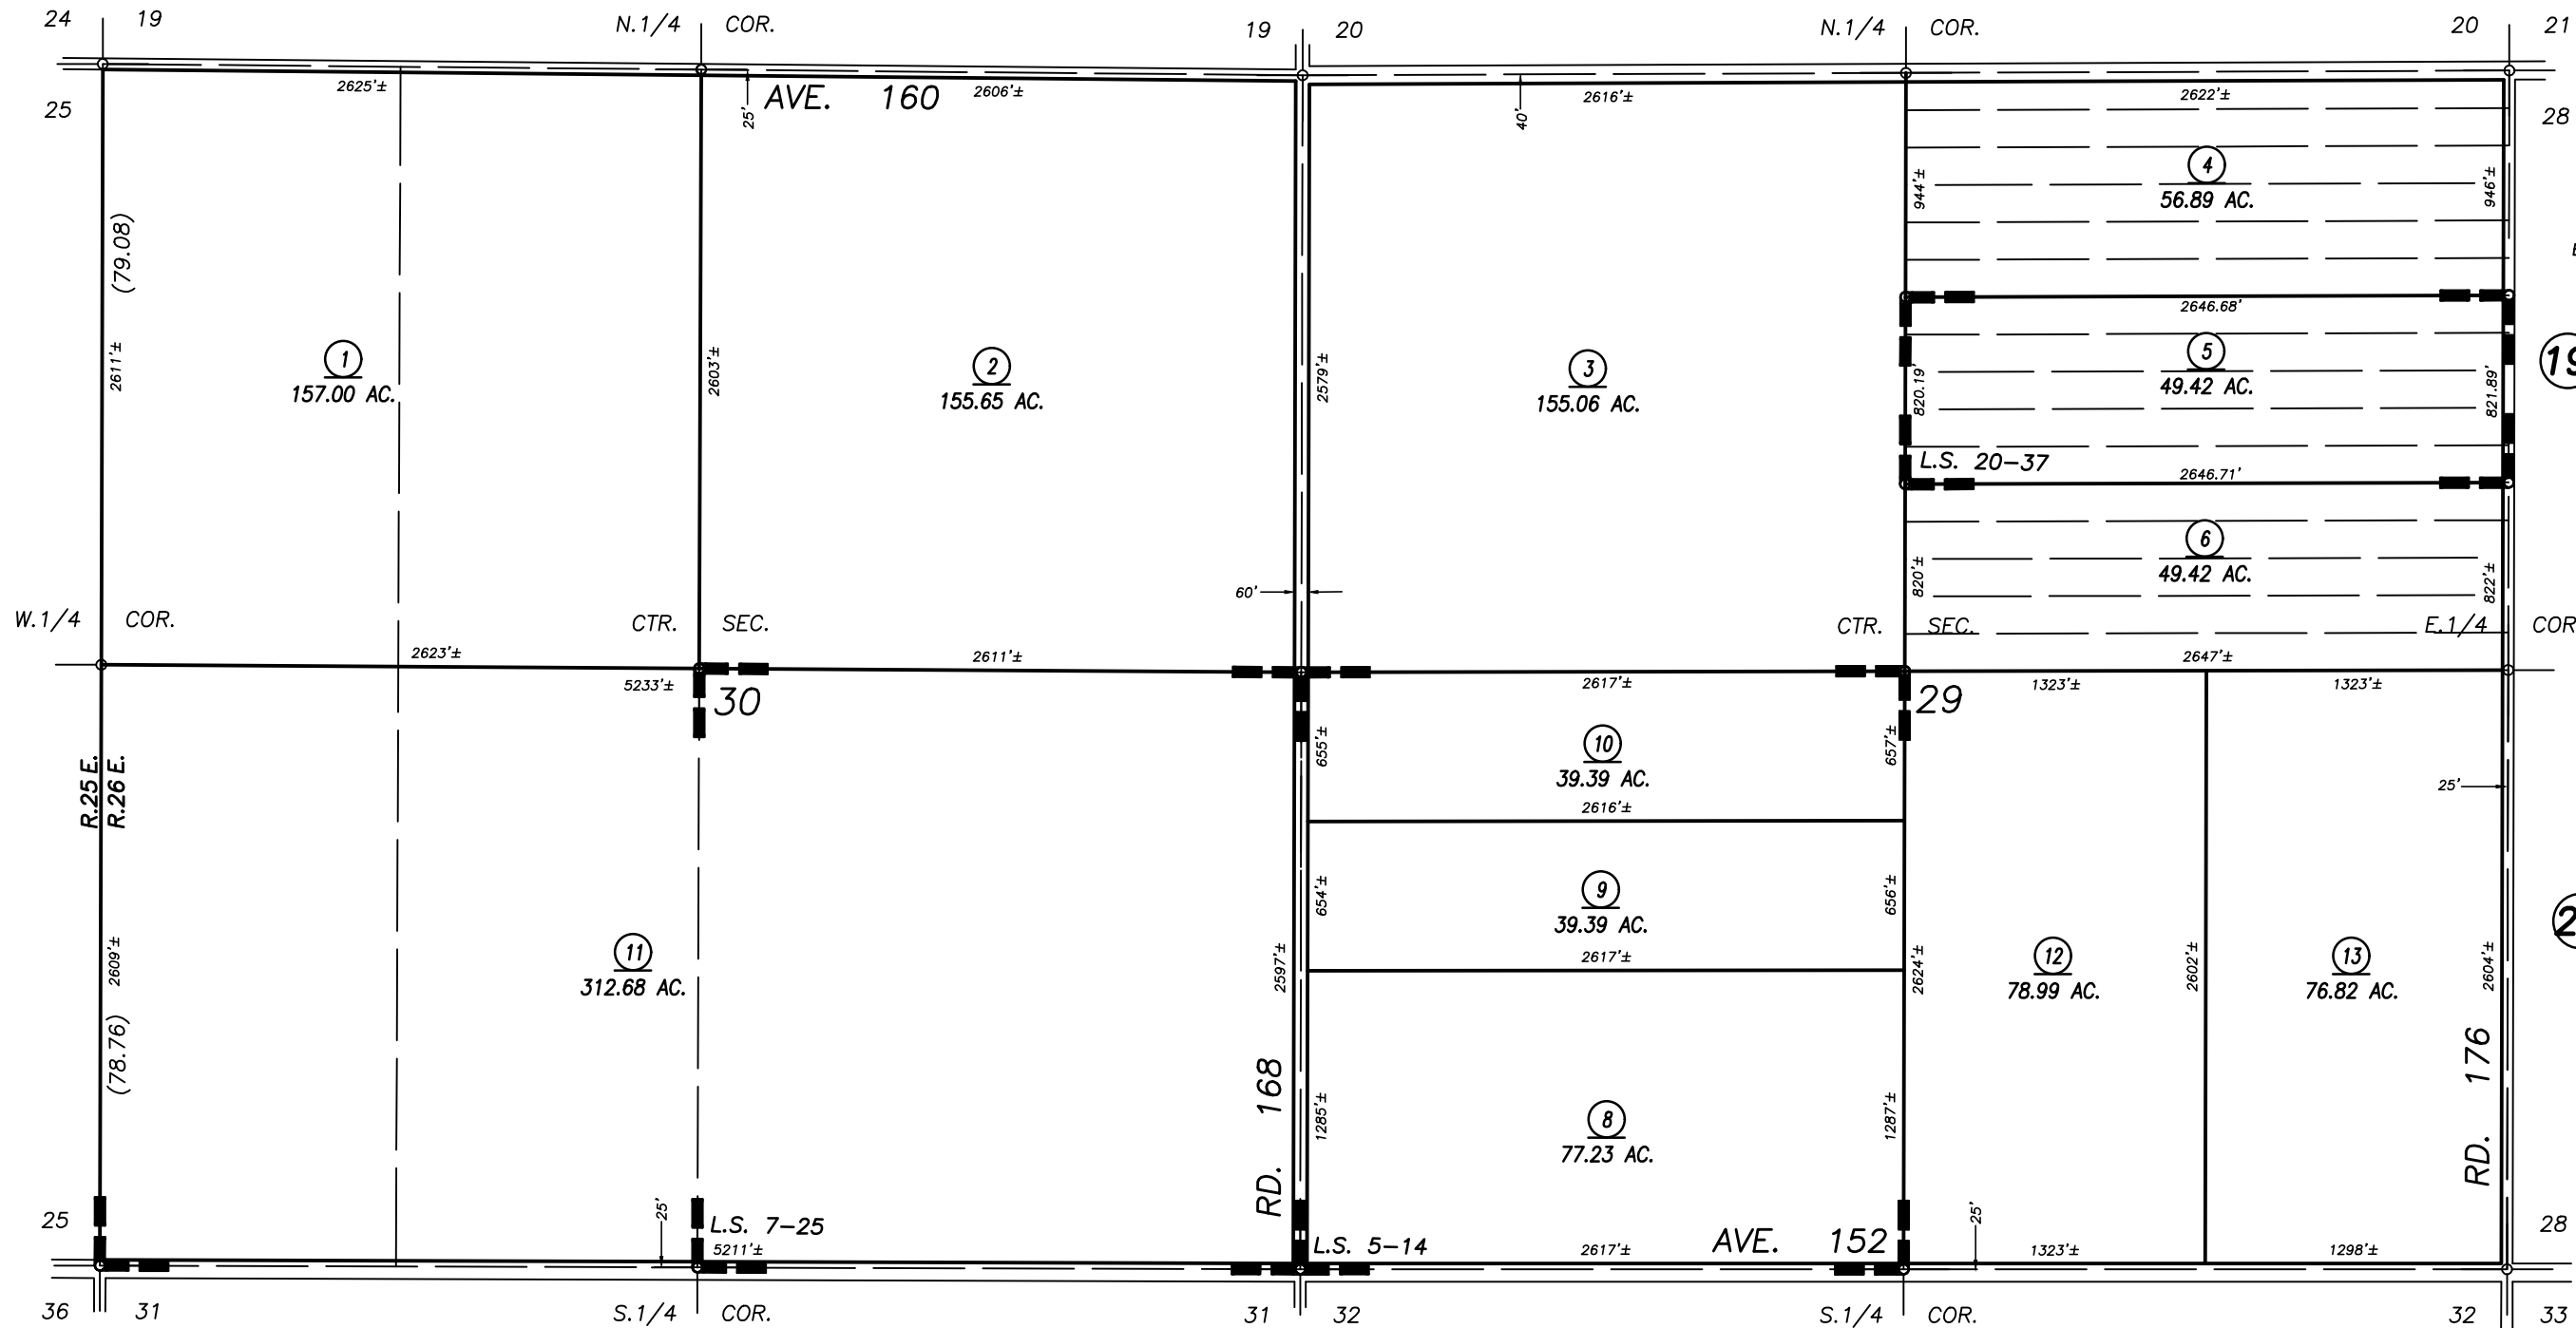 24 19 N.1/4 COR. 19 20 N.1/4 COR. 20 21
25 2625'± AVE. 160 2606'± 2616'± 2622'± 28
25' 40'
(79.08) 944'± 4 946'±
56.89 AC.
2646.68'
2611'± 1 2603'± 2 2579'± 3 820.19' 5 821.89'
157.00 AC. 155.65 AC. 155.06 AC. 49.42 AC.
L.S. 20-37 2646.71'
6
60' 820'± 49.42 AC. 822'±
W.1/4 COR. CTR. SEC. CTR. SEC. E.1/4 COR
2623'± 2611'± 2647'±
5233'± 30 2617'± 29 1323'± 1323'±
R.25 E. 655'± 10 657'±
R.26 E. 39.39 AC. 25'
2616'±
654'± 9 656'±
39.39 AC.
2609'± 11 2597'± 2617'± 2624'± 12 2602'± 13 2604'±
312.68 AC. 78.99 AC. 76.82 AC.
(78.76) RD. 168 1285'± 8 1287'± RD. 176
77.23 AC.
25 25' L.S. 7-25 25' 28
5211'± L.S. 5-14 2617'± AVE. 152 1323'± 1298'±
36 31 S.1/4 COR. 31 32 S.1/4 COR. 32 33